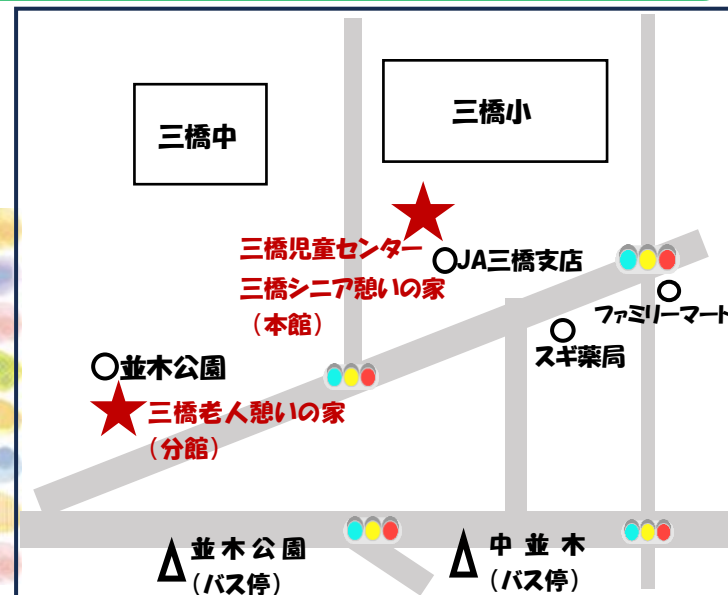 三橋中
三橋小
三橋児童センター
三橋シニア憩いの家
（本館）
JA三橋支店
ファミリーマート
スギ薬局
並木公園
三橋老人憩いの家
（分館）
並木公園
（バス停）
中並木
（バス停）